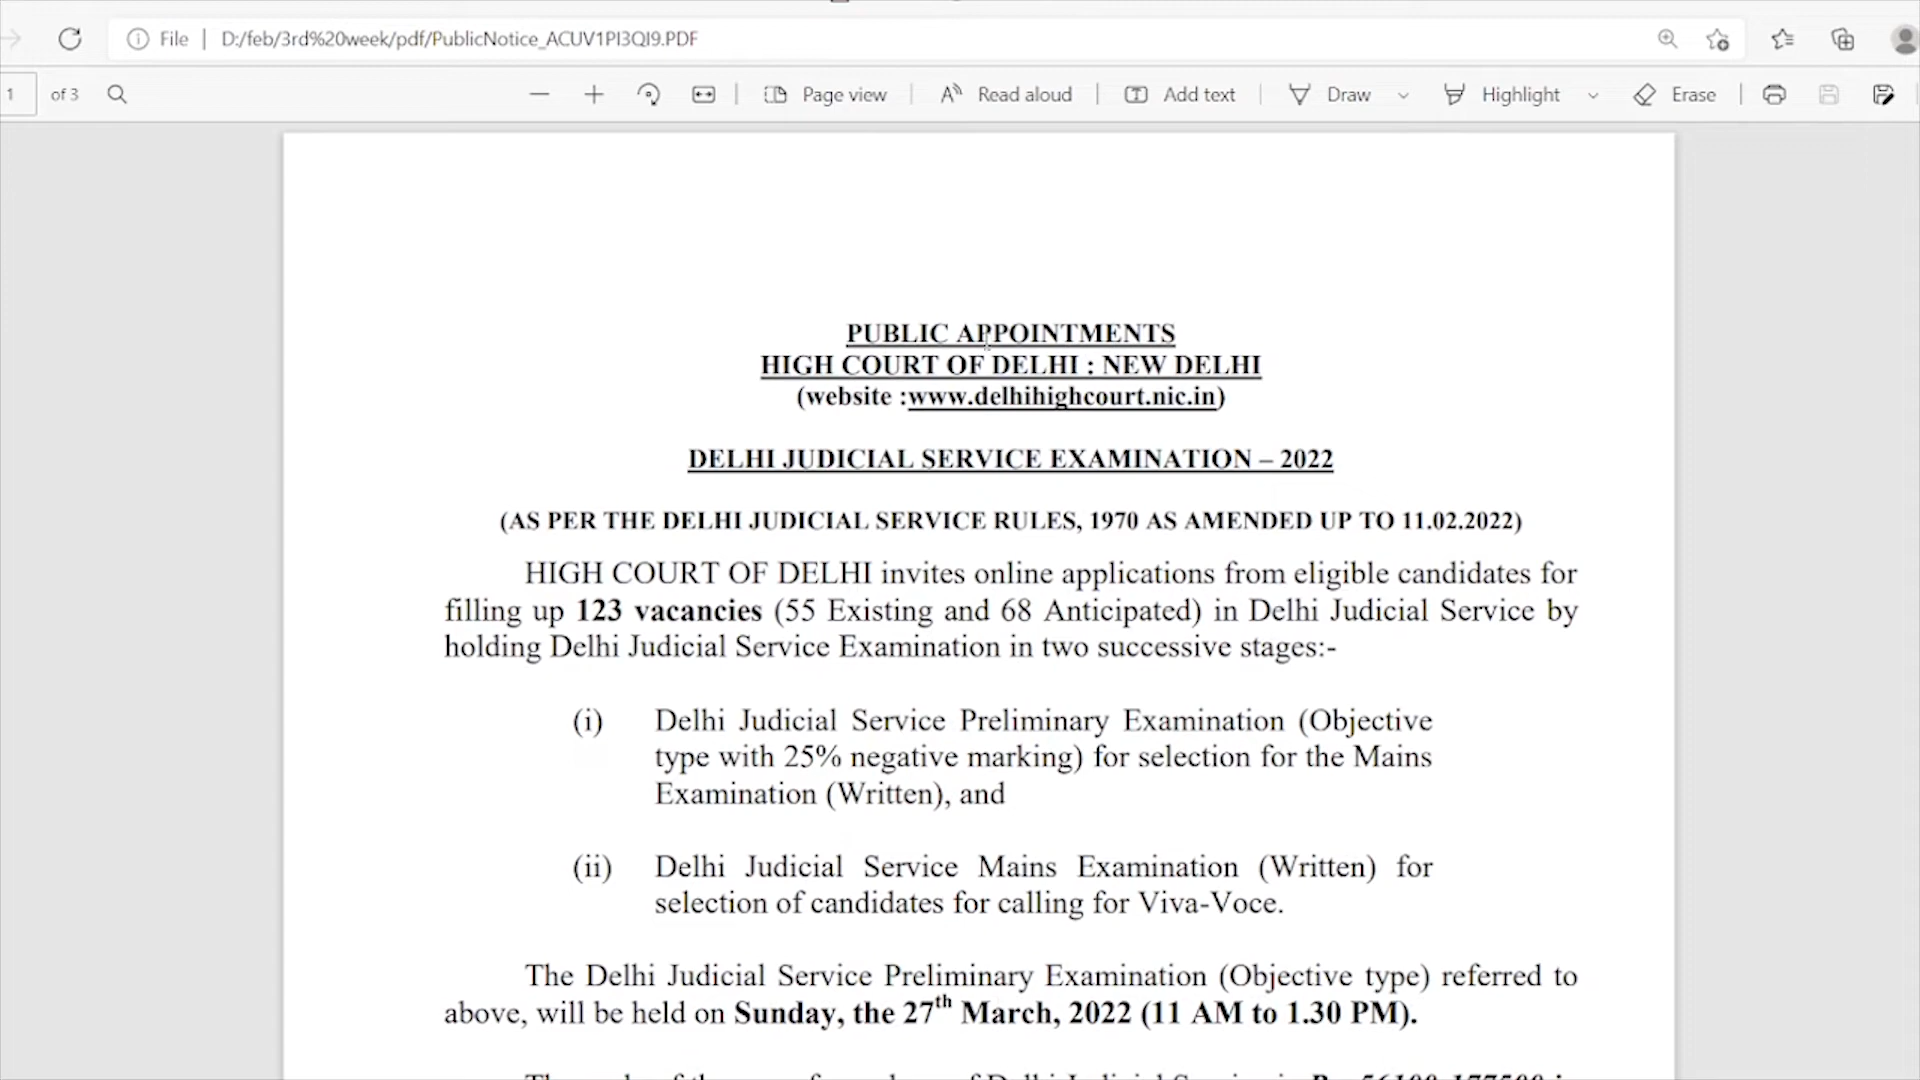 File | D:/feb/3rd%20week/pdf/PublicNotice_ACUV1PI3QI9.PDF
1 of 3 Page view Read aloud Add text Draw Highlight Erase
PUBLIC APPOINTMENTS
HIGH COURT OF DELHI : NEW DELHI
(website :www.delhihighcourt.nic.in)
DELHI JUDICIAL SERVICE EXAMINATION – 2022
(AS PER THE DELHI JUDICIAL SERVICE RULES, 1970 AS AMENDED UP TO 11.02.2022)
HIGH COURT OF DELHI invites online applications from eligible candidates for
filling up 123 vacancies (55 Existing and 68 Anticipated) in Delhi Judicial Service by
holding Delhi Judicial Service Examination in two successive stages:-
(i) Delhi Judicial Service Preliminary Examination (Objective
type with 25% negative marking) for selection for the Mains
Examination (Written), and
(ii) Delhi Judicial Service Mains Examination (Written) for
selection of candidates for calling for Viva-Voce.
The Delhi Judicial Service Preliminary Examination (Objective type) referred to
above, will be held on Sunday, the 27th March, 2022 (11 AM to 1.30 PM).